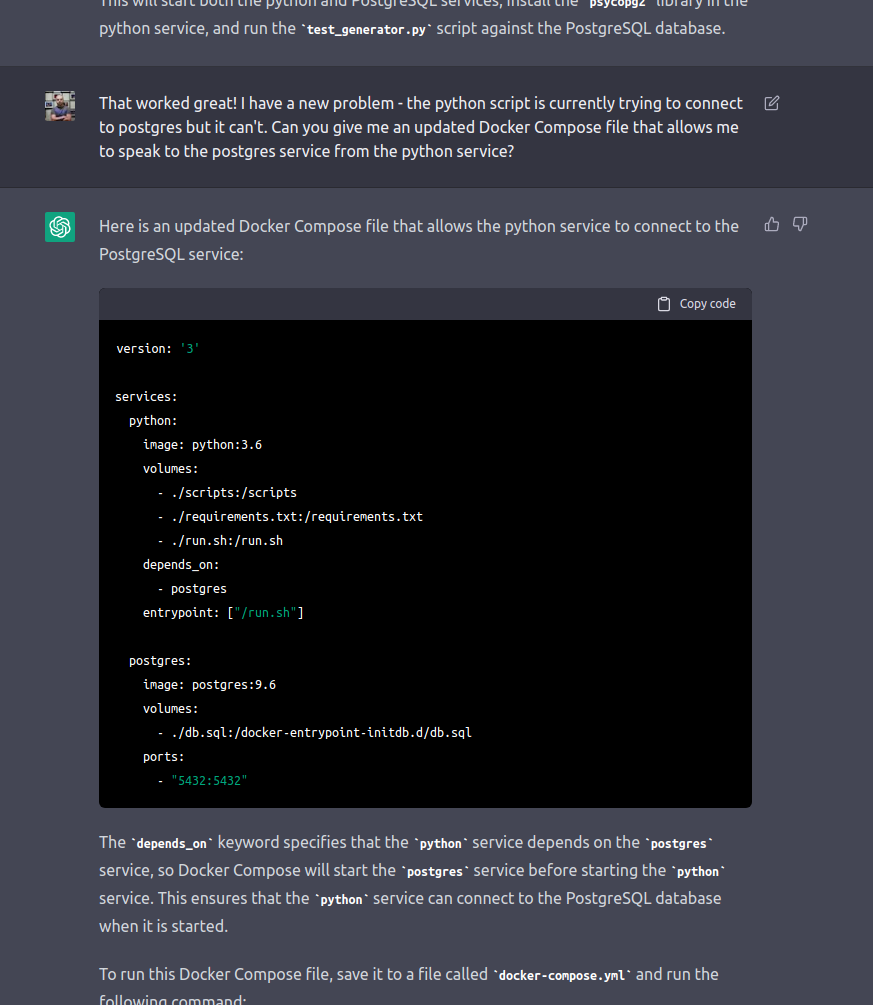 This will start both the python and PostgreSQL services, install the `psycopg2` library in the
python service, and run the `test_generator.py` script against the PostgreSQL database.
That worked great! I have a new problem - the python script is currently trying to connect
to postgres but it can't. Can you give me an updated Docker Compose file that allows me
to speak to the postgres service from the python service?
Here is an updated Docker Compose file that allows the python service to connect to the
PostgreSQL service:
Copy code
version: '3'
services:
python:
image: python:3.6
volumes:
- ./scripts:/scripts
- ./requirements.txt:/requirements.txt
- ./run.sh:/run.sh
depends_on:
- postgres
entrypoint: ["/run.sh"]
postgres:
image: postgres:9.6
volumes:
- ./db.sql:/docker-entrypoint-initdb.d/db.sql
ports:
- "5432:5432"
The `depends_on` keyword specifies that the `python` service depends on the `postgres`
service, so Docker Compose will start the `postgres` service before starting the `python`
service. This ensures that the `python` service can connect to the PostgreSQL database
when it is started.
To run this Docker Compose file, save it to a file called `docker-compose.yml` and run the
following command: